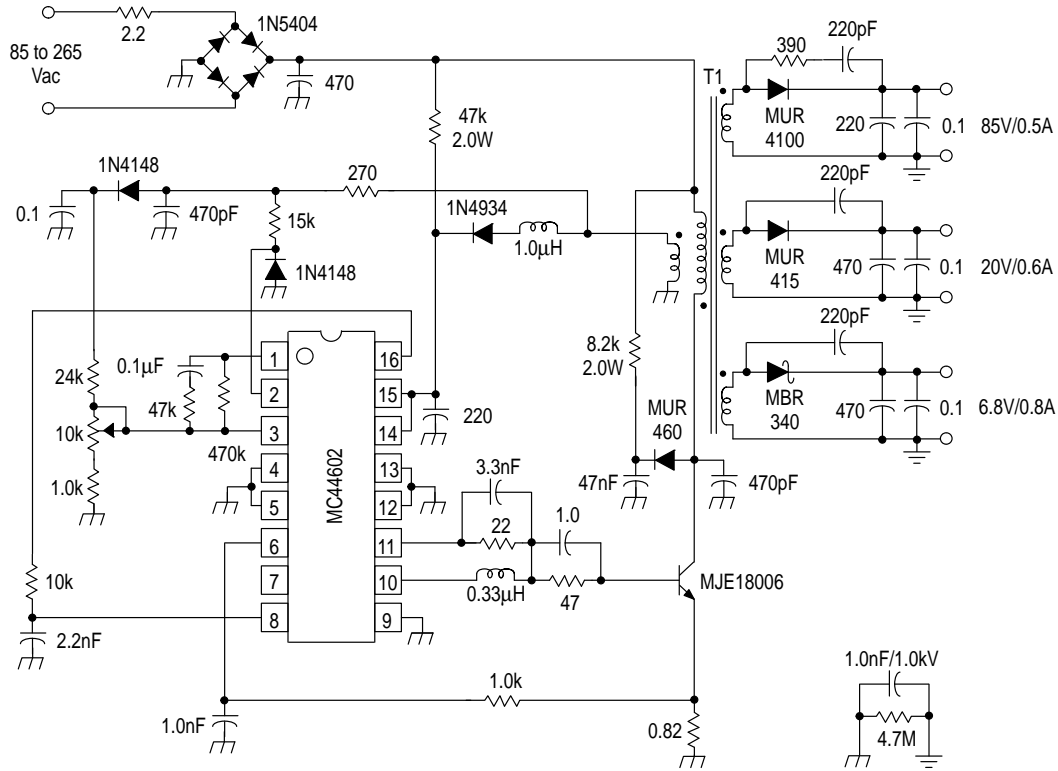 2.2
1N5404
85 to 265
Vac
470
47k
2.0W
390
220pF
T1
MUR
4100
220
0.1
85V/0.5A
1N4148
270
0.1
470pF
15k
1N4934
1.0µH
1N4148
220pF
MUR
415
470
0.1
20V/0.6A
8.2k
2.0W
220pF
MBR
340
470
0.1
6.8V/0.8A
24k
0.1µF
47k
10k
470k
1.0k
1
2
3
4
5
6
7
8
MC44602
16
15
14
13
12
11
10
9
220
MUR
460
47nF
470pF
3.3nF
22
1.0
0.33µH
47
MJE18006
10k
2.2nF
1.0nF
1.0k
0.82
1.0nF/1.0kV
4.7M